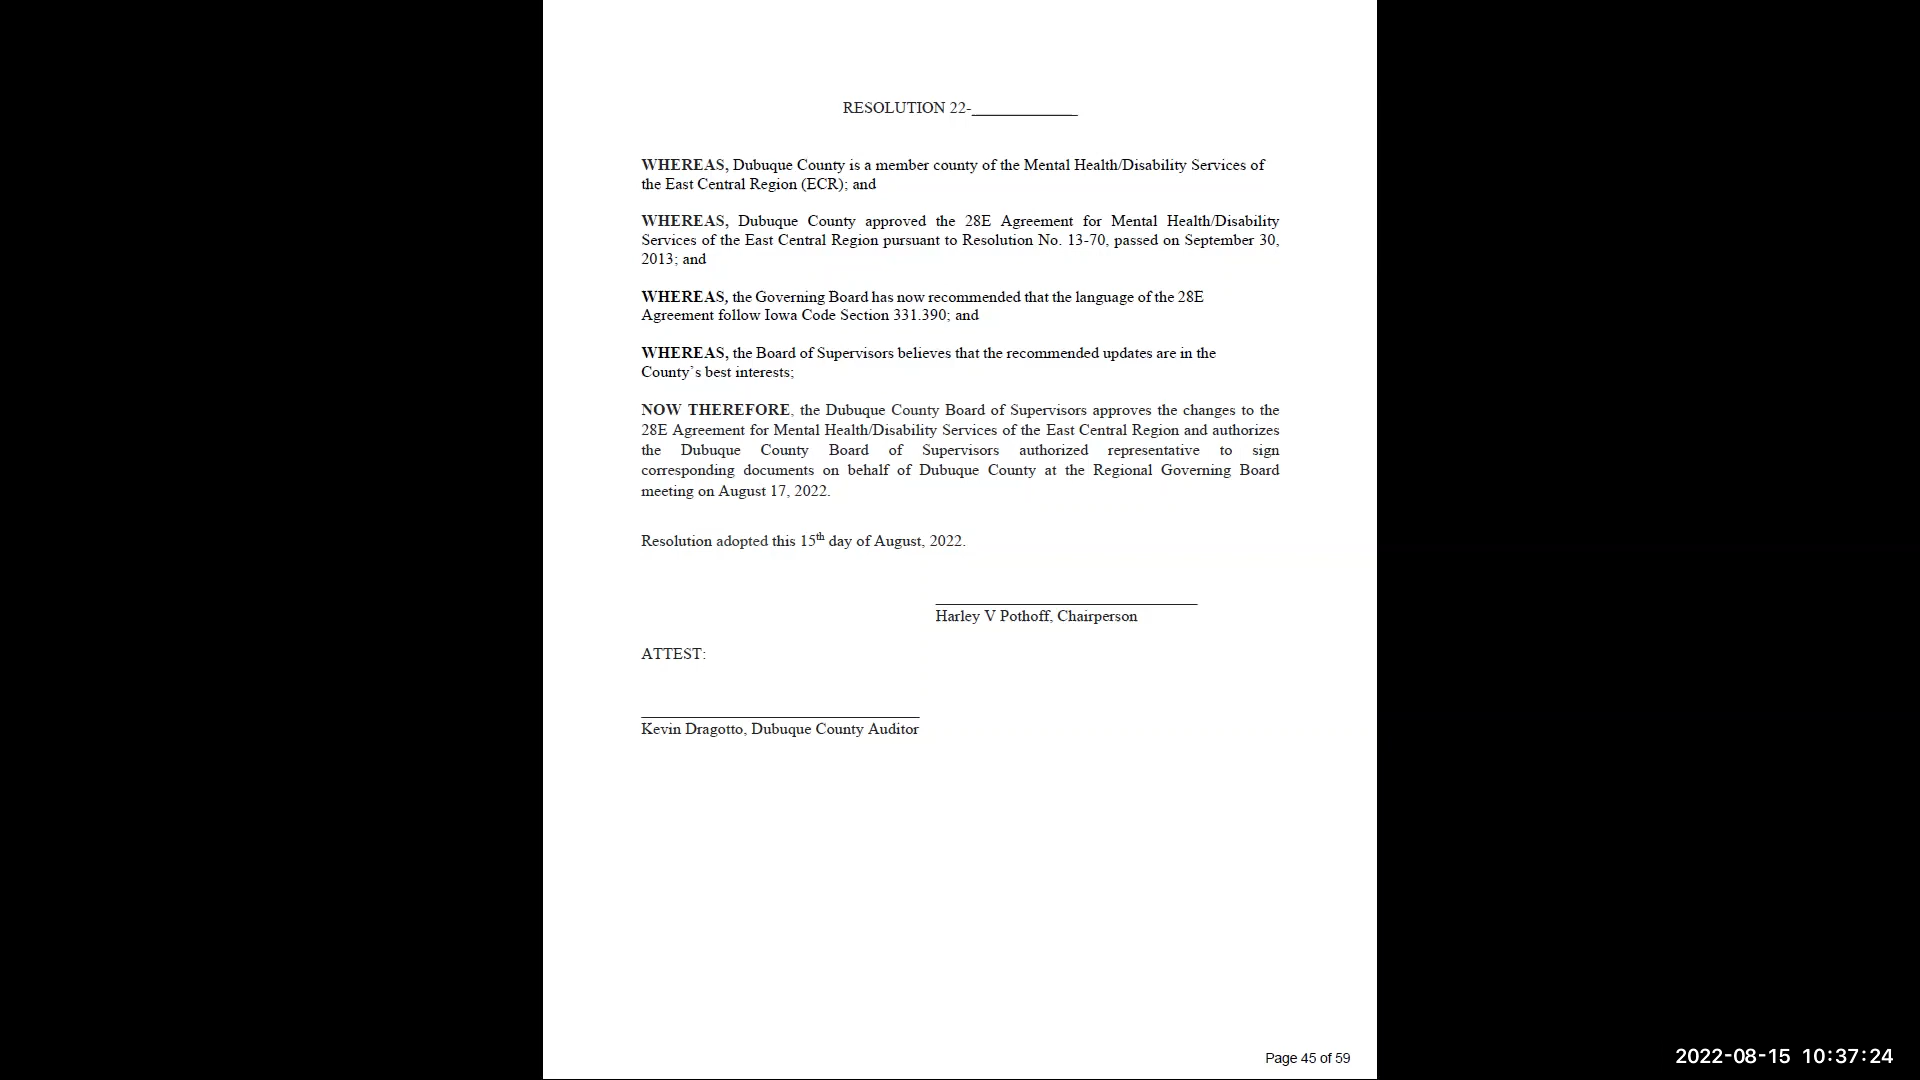 RESOLUTION 22-_____________
WHEREAS, Dubuque County is a member county of the Mental Health/Disability Services of
the East Central Region (ECR); and
WHEREAS, Dubuque County approved the 28E Agreement for Mental Health/Disability
Services of the East Central Region pursuant to Resolution No. 13-70, passed on September 30,
2013; and
WHEREAS, the Governing Board has now recommended that the language of the 28E
Agreement follow Iowa Code Section 331.390; and
WHEREAS, the Board of Supervisors believes that the recommended updates are in the
County's best interests;
NOW THEREFORE, the Dubuque County Board of Supervisors approves the changes to the
28E Agreement for Mental Health/Disability Services of the East Central Region and authorizes
the Dubuque County Board of Supervisors authorized representative to sign
corresponding documents on behalf of Dubuque County at the Regional Governing Board
meeting on August 17, 2022.
Resolution adopted this 15th day of August, 2022.
Harley V Pothoff, Chairperson
ATTEST:
Kevin Dragotto, Dubuque County Auditor
Page 45 of 59
2022-08-15 10:37:24